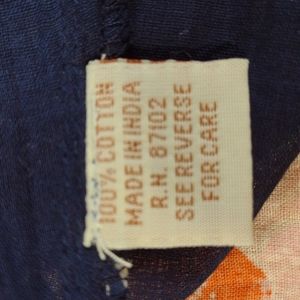 100% COTTON
MADE IN INDIA
R.N. 87102
SEE REVERSE
FOR CARE